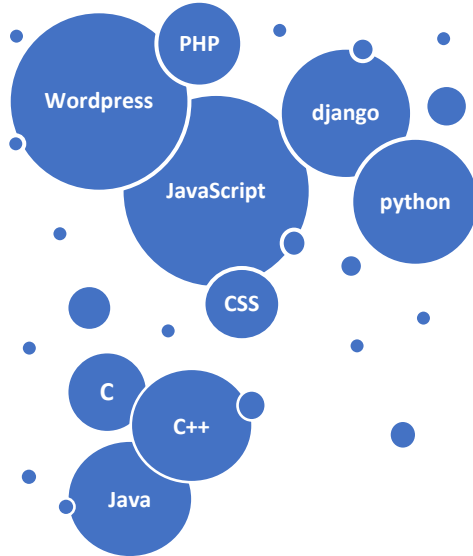 PHP
Wordpress
django
JavaScript
python
CSS
C
C++
Java